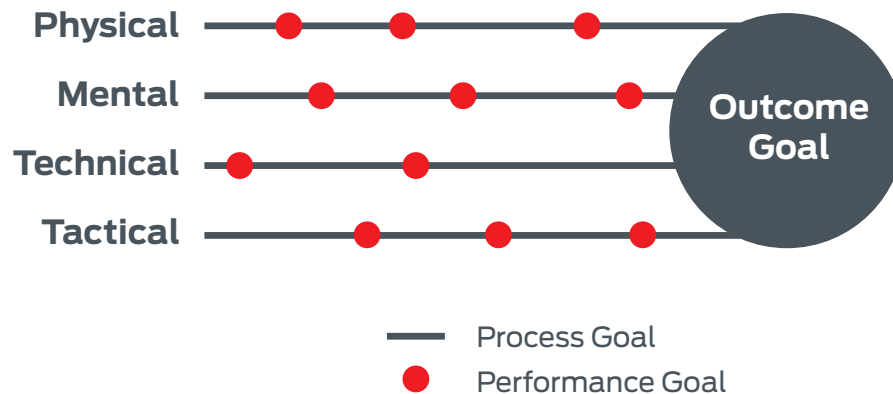 Physical
Mental
Technical
Tactical
Outcome
Goal
Process Goal
Performance Goal